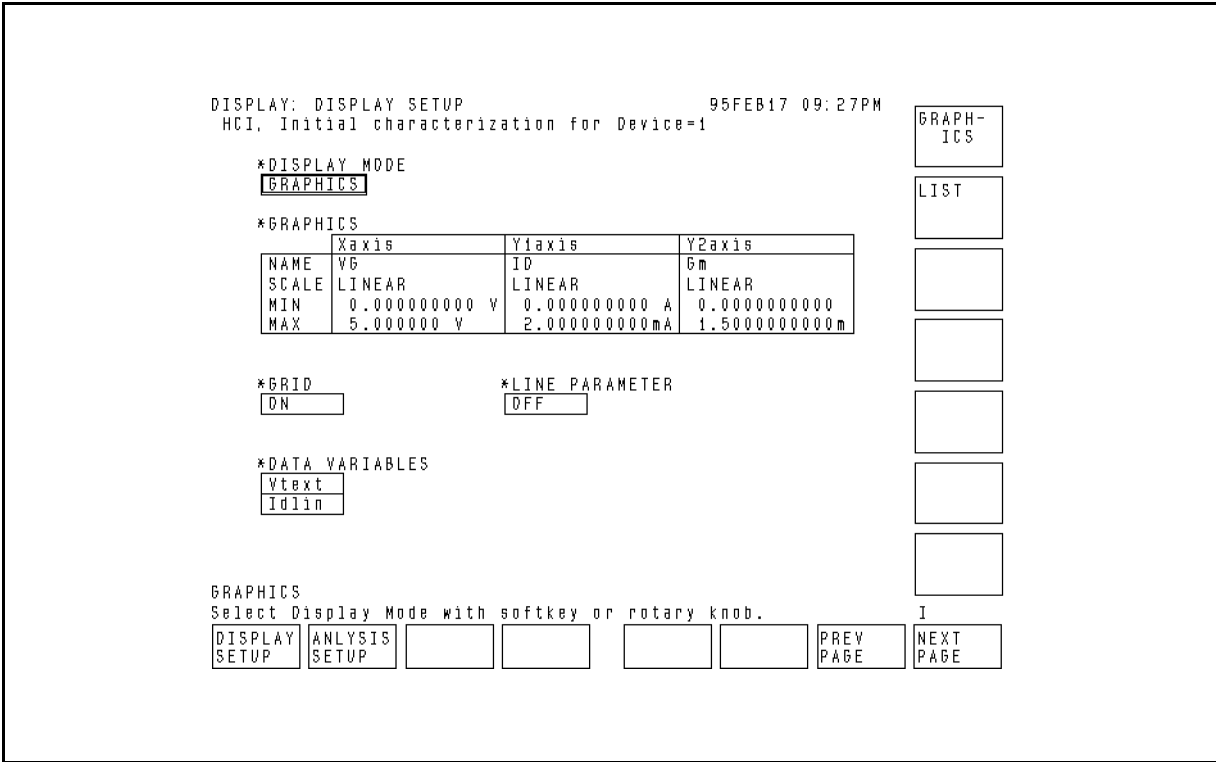 DISPLAY: DISPLAY SETUP 95FEB17 09:27PM
HCI, Initial characterization for Device=1
*DISPLAY MODE
GRAPHICS
*GRAPHICS
Xaxis Y1axis Y2axis
NAME VG ID Gm
SCALE LINEAR LINEAR LINEAR
MIN 0.000000000 V 0.000000000 A 0.0000000000
MAX 5.000000 V 2.000000000mA 1.5000000000m
*GRID *LINE PARAMETER
ON OFF
*DATA VARIABLES
Vtext
Idlin
GRAPHICS
Select Display Mode with softkey or rotary knob. I
DISPLAY SETUP
ANLYSIS SETUP
PREV PAGE
NEXT PAGE
GRAPH-
ICS
LIST